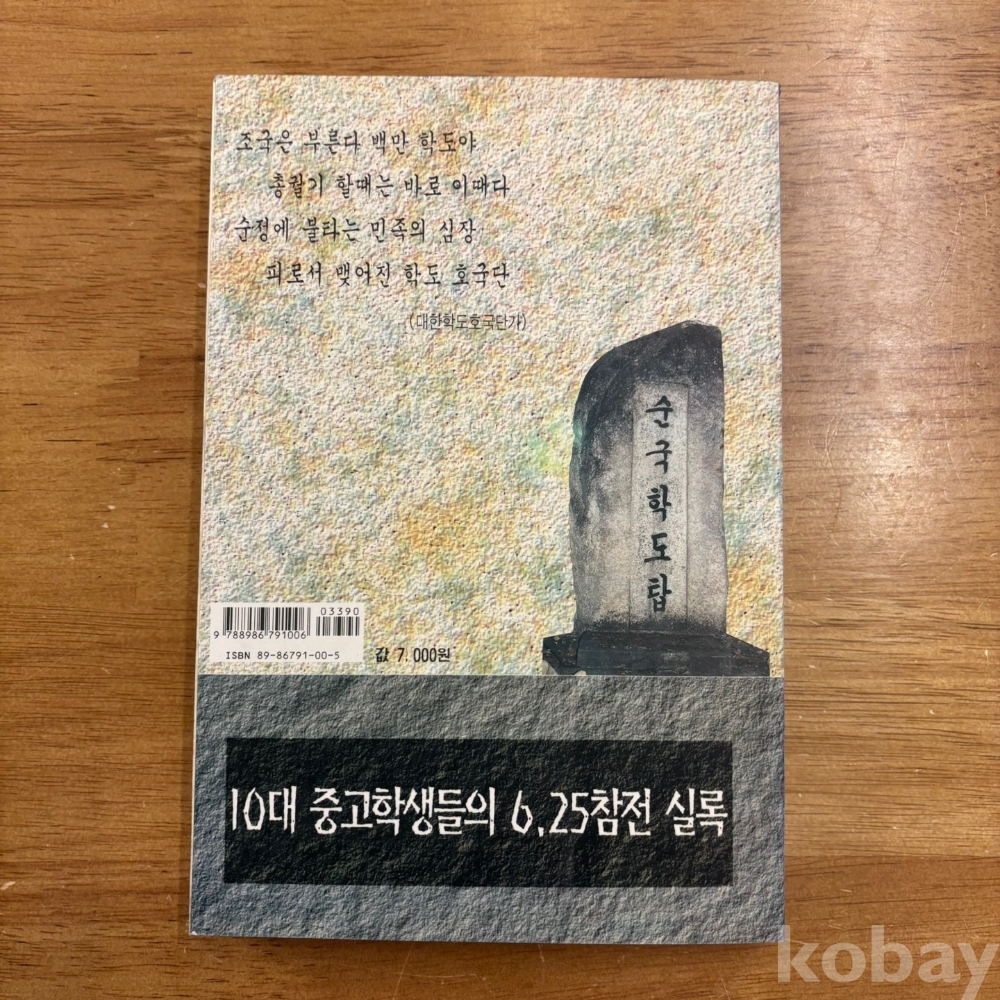 조국은 부른다 백만 학도야
총궐기 할때는 바로 이때다
순정에 불타는 민족의 심장
피로서 맺어진 학도 호국단
(대한학도호국단가)
순국학도탑
03390
9 788986 791006
ISBN 89-86791-00-5
값 7,000원
10대 중고학생들의 6.25참전 실록
kobay